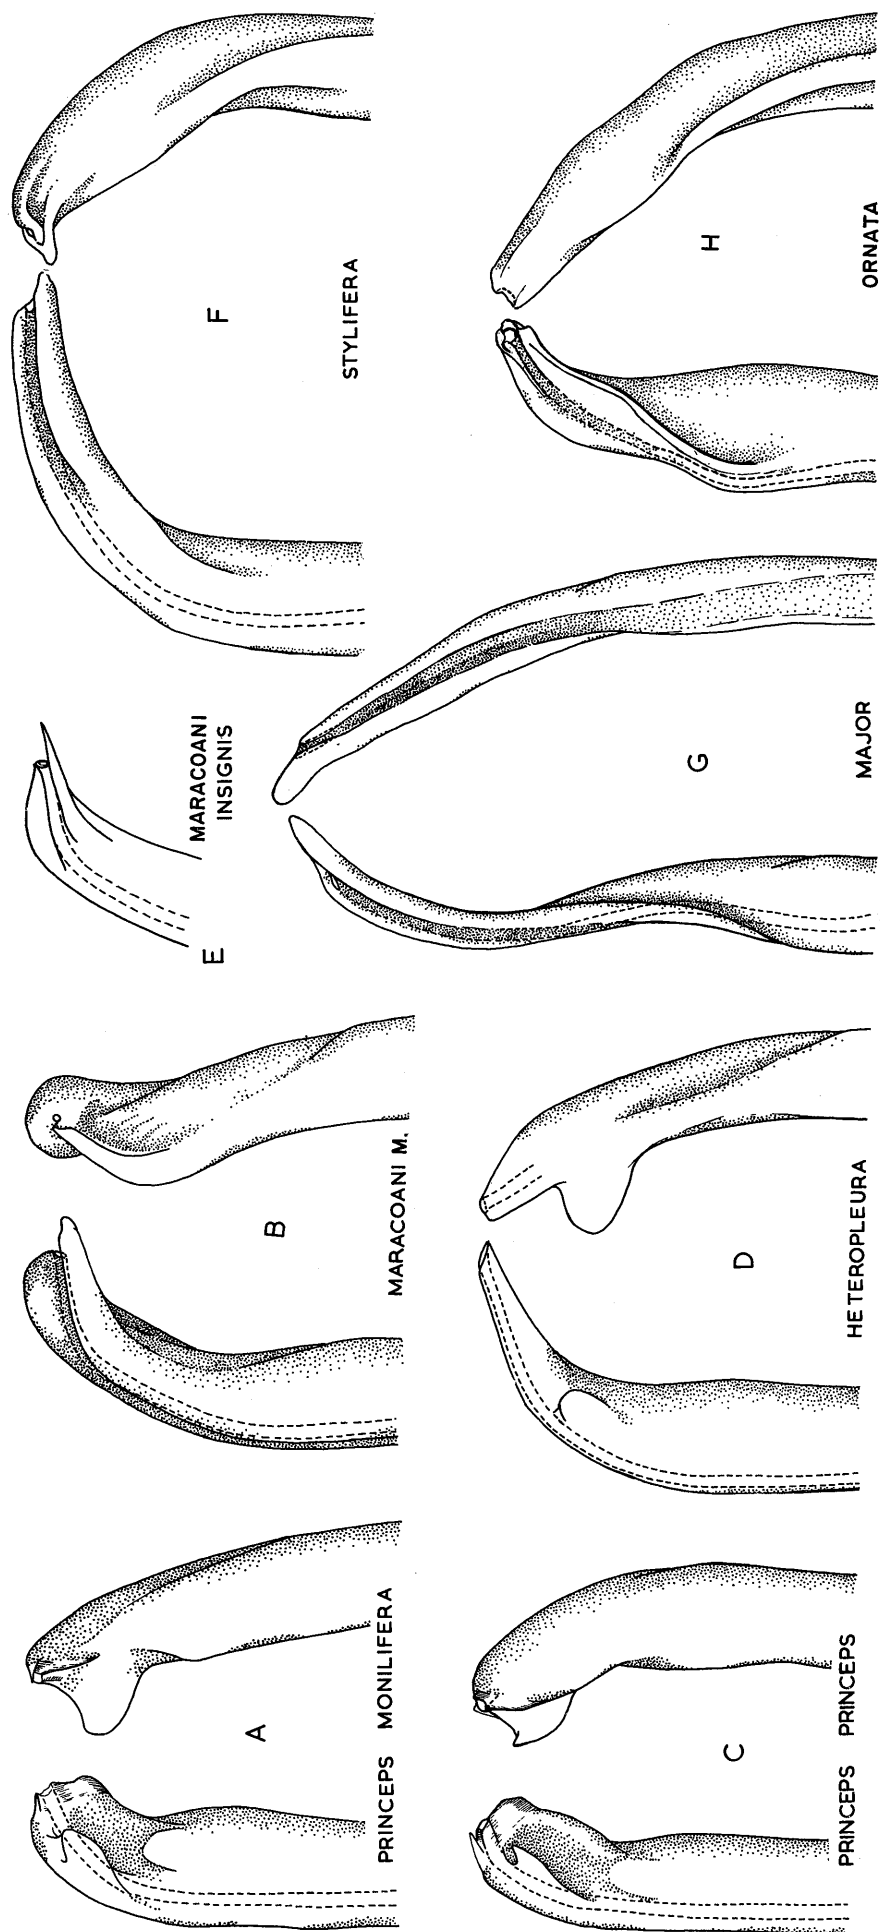 A
PRINCEPS MONILIFERA
B
MARACOANI M.
C
PRINCEPS PRINCEPS
D
HETEROPLEURA
E
MARACOANI
INSIGNIS
F
STYLIFERA
G
MAJOR
H
ORNATA